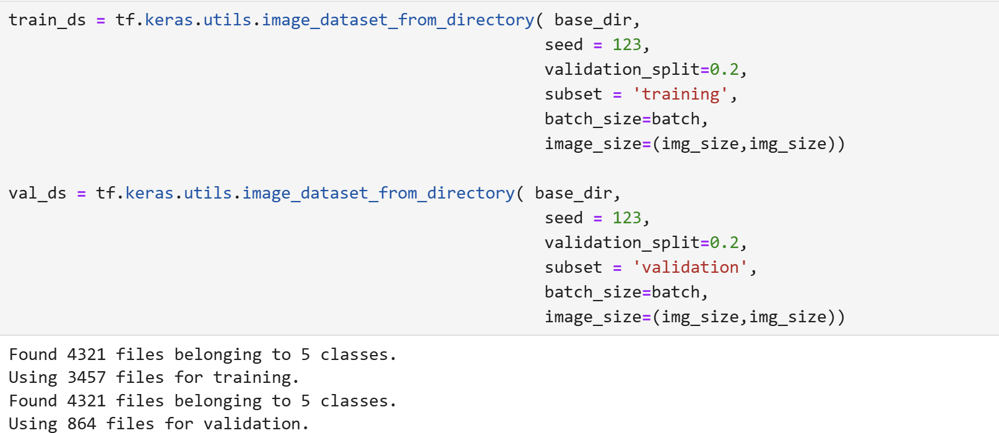 train_ds = tf.keras.utils.image_dataset_from_directory( base_dir,
seed = 123,
validation_split=0.2,
subset = 'training',
batch_size=batch,
image_size=(img_size,img_size))
val_ds = tf.keras.utils.image_dataset_from_directory( base_dir,
seed = 123,
validation_split=0.2,
subset = 'validation',
batch_size=batch,
image_size=(img_size,img_size))
Found 4321 files belonging to 5 classes.
Using 3457 files for training.
Found 4321 files belonging to 5 classes.
Using 864 files for validation.